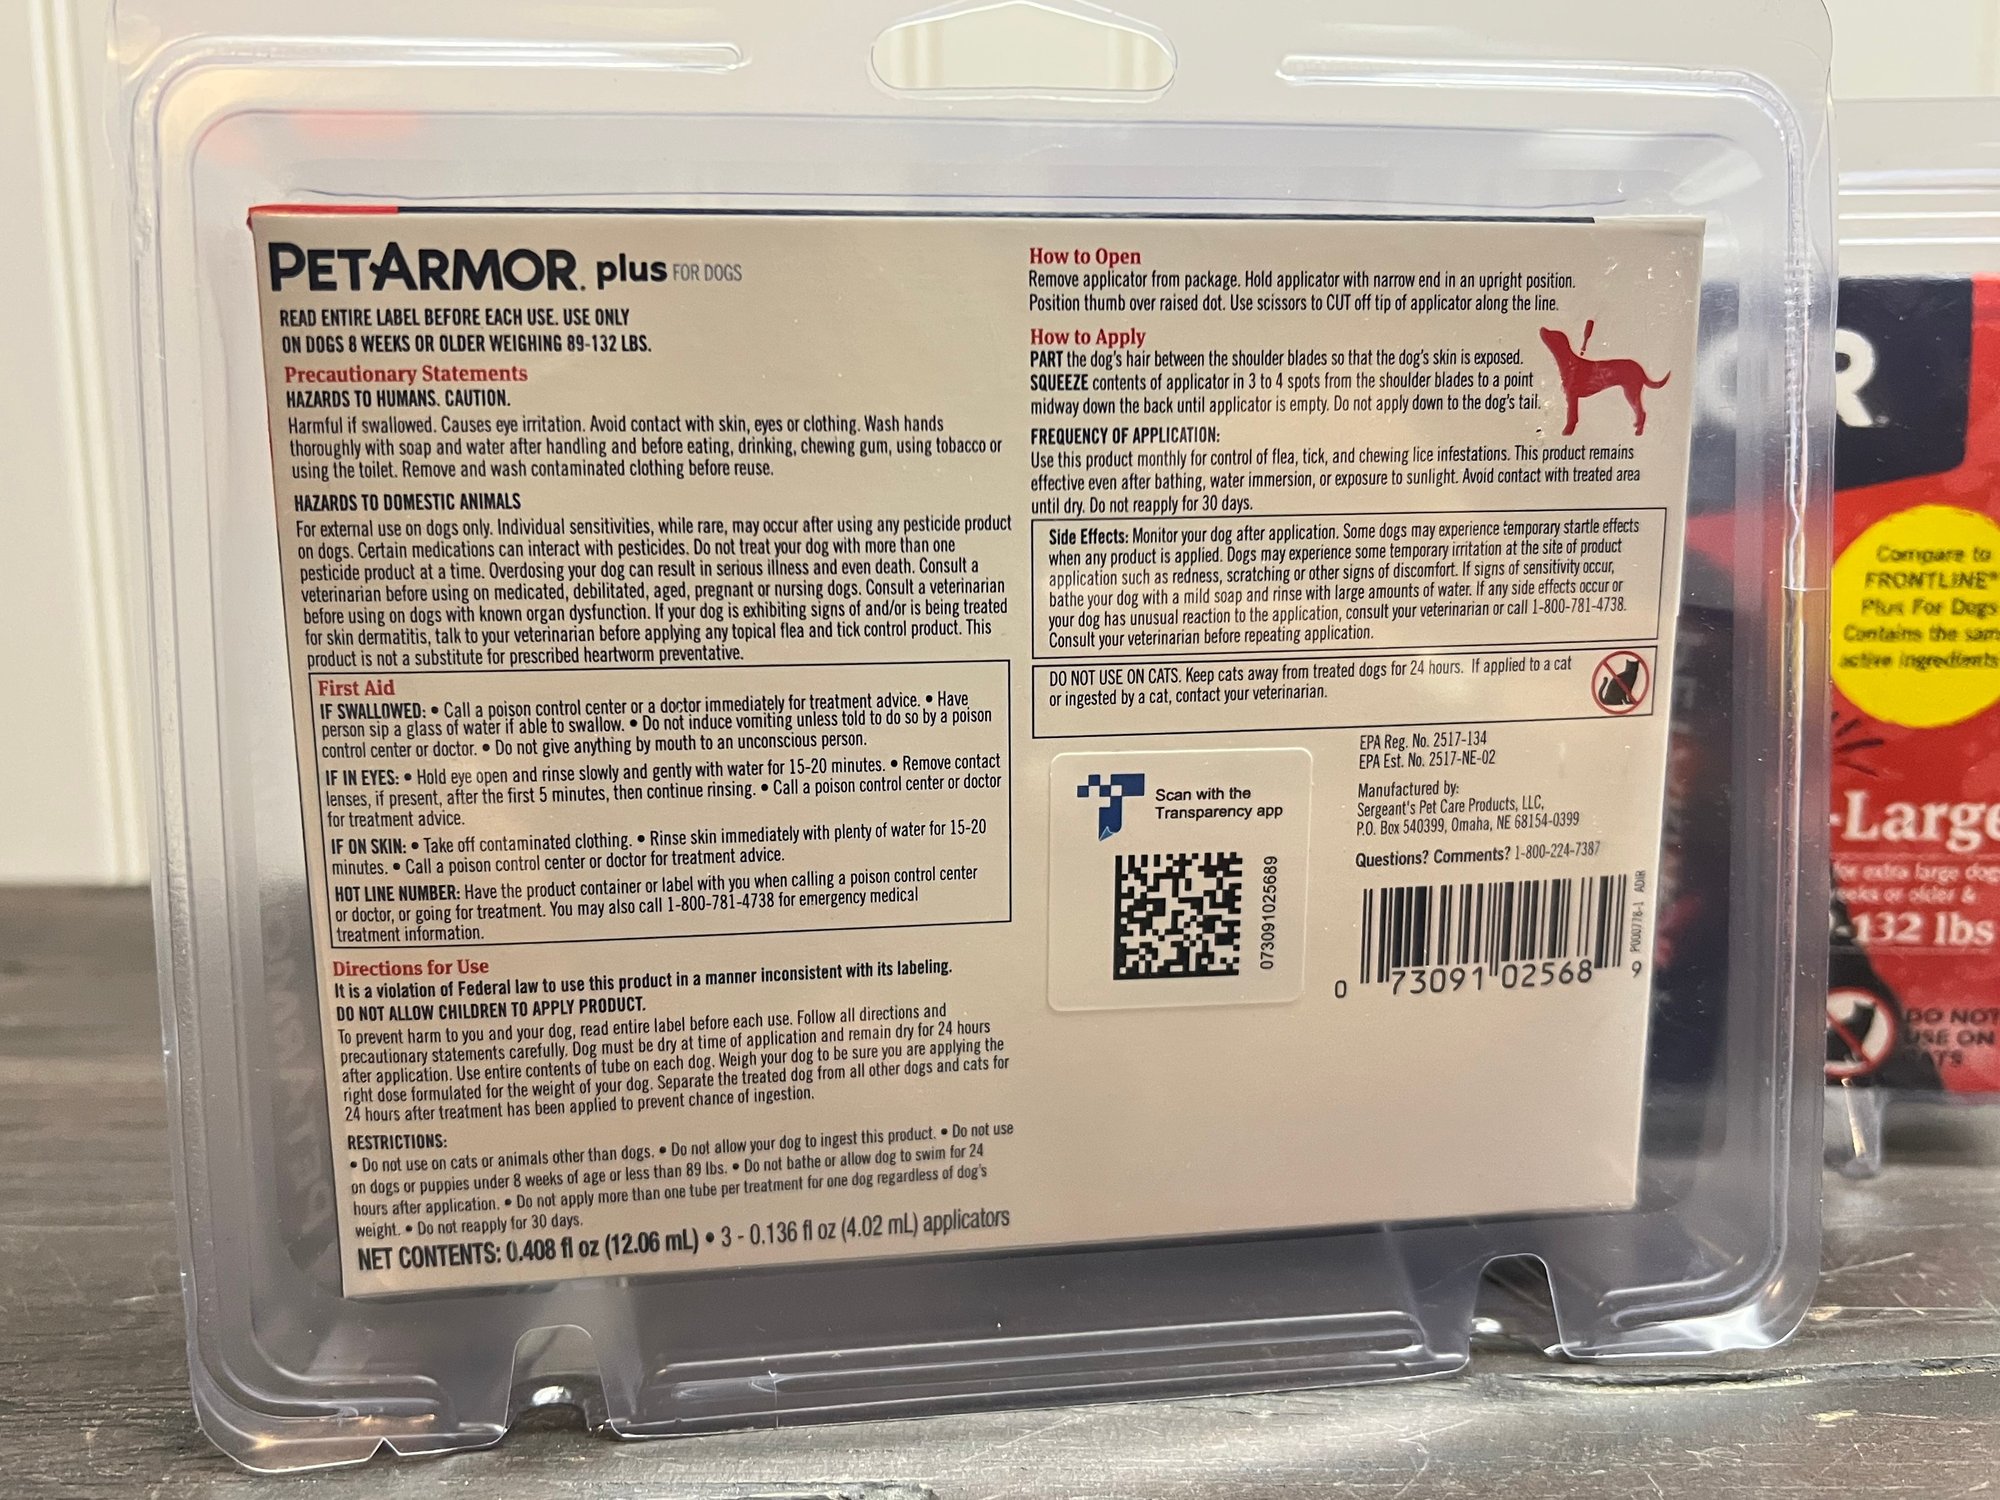 PETARMOR. plus FOR DOGS
READ ENTIRE LABEL BEFORE EACH USE. USE ONLY
ON DOGS 8 WEEKS OR OLDER WEIGHING 89-132 LBS.
Precautionary Statements
HAZARDS TO HUMANS. CAUTION.
Harmful if swallowed. Causes eye irritation. Avoid contact with skin, eyes or clothing. Wash hands
thoroughly with soap and water after handling and before eating, drinking, chewing gum, using tobacco or
using the toilet. Remove and wash contaminated clothing before reuse.
HAZARDS TO DOMESTIC ANIMALS
For external use on dogs only. Individual sensitivities, while rare, may occur after using any pesticide product
on dogs. Certain medications can interact with pesticides. Do not treat your dog with more than one
pesticide product at a time. Overdosing your dog can result in serious illness and even death. Consult a
veterinarian before using on medicated, debilitated, aged, pregnant or nursing dogs. Consult a veterinarian
before using on dogs with known organ dysfunction. If your dog is exhibiting signs of and/or is being treated
for skin dermatitis, talk to your veterinarian before applying any topical flea and tick control product. This
product is not a substitute for prescribed heartworm preventative.
First Aid
IF SWALLOWED: • Call a poison control center or a doctor immediately for treatment advice. • Have
person sip a glass of water if able to swallow. • Do not induce vomiting unless told to do so by a poison
control center or doctor. • Do not give anything by mouth to an unconscious person.
IF IN EYES: • Hold eye open and rinse slowly and gently with water for 15-20 minutes. • Remove contact
lenses, if present, after the first 5 minutes, then continue rinsing. • Call a poison control center or doctor
for treatment advice.
IF ON SKIN: • Take off contaminated clothing. • Rinse skin immediately with plenty of water for 15-20
minutes. • Call a poison control center or doctor for treatment advice.
HOT LINE NUMBER: Have the product container or label with you when calling a poison control center
or doctor, or going for treatment. You may also call 1-800-781-4738 for emergency medical
treatment information.
Directions for Use
It is a violation of Federal law to use this product in a manner inconsistent with its labeling.
DO NOT ALLOW CHILDREN TO APPLY PRODUCT.
To prevent harm to you and your dog, read entire label before each use. Follow all directions and
precautionary statements carefully. Dog must be dry at time of application and remain dry for 24 hours
after application. Use entire contents of tube on each dog. Weigh your dog to be sure you are applying the
right dose formulated for the weight of your dog. Separate the treated dog from all other dogs and cats for
24 hours after treatment has been applied to prevent chance of ingestion.
RESTRICTIONS:
• Do not use on cats or animals other than dogs. • Do not allow your dog to ingest this product. • Do not use
on dogs or puppies under 8 weeks of age or less than 89 lbs. • Do not bathe or allow dog to swim for 24
hours after application. • Do not apply more than one tube per treatment for one dog regardless of dog's
weight. • Do not reapply for 30 days.
NET CONTENTS: 0.408 fl oz (12.06 mL) • 3 - 0.136 fl oz (4.02 mL) applicators
How to Open
Remove applicator from package. Hold applicator with narrow end in an upright position.
Position thumb over raised dot. Use scissors to CUT off tip of applicator along the line.
How to Apply
PART the dog's hair between the shoulder blades so that the dog's skin is exposed.
SQUEEZE contents of applicator in 3 to 4 spots from the shoulder blades to a point
midway down the back until applicator is empty. Do not apply down to the dog's tail.
FREQUENCY OF APPLICATION:
Use this product monthly for control of flea, tick, and chewing lice infestations. This product remains
effective even after bathing, water immersion, or exposure to sunlight. Avoid contact with treated area
until dry. Do not reapply for 30 days.
Side Effects: Monitor your dog after application. Some dogs may experience temporary startle effects
when any product is applied. Dogs may experience some temporary irritation at the site of product
application such as redness, scratching or other signs of discomfort. If signs of sensitivity occur,
bathe your dog with a mild soap and rinse with large amounts of water. If any side effects occur or
your dog has unusual reaction to the application, consult your veterinarian or call 1-800-781-4738.
Consult your veterinarian before repeating application.
DO NOT USE ON CATS. Keep cats away from treated dogs for 24 hours. If applied to a cat
or ingested by a cat, contact your veterinarian.
Scan with the
Transparency app
073091025689
EPA Reg. No. 2517-134
EPA Est. No. 2517-NE-02
Manufactured by:
Sergeant's Pet Care Products, LLC,
P.O. Box 540399, Omaha, NE 68154-0399
Questions? Comments? 1-800-224-7387
P000778-1 ADIR
0 73091 02568 9
OR
Compare to
FRONTLINE®
Plus For Dogs
Contains the
active ingredients
-Large
for extra large
or older &
-132 lbs
DO NOT
USE ON
CATS